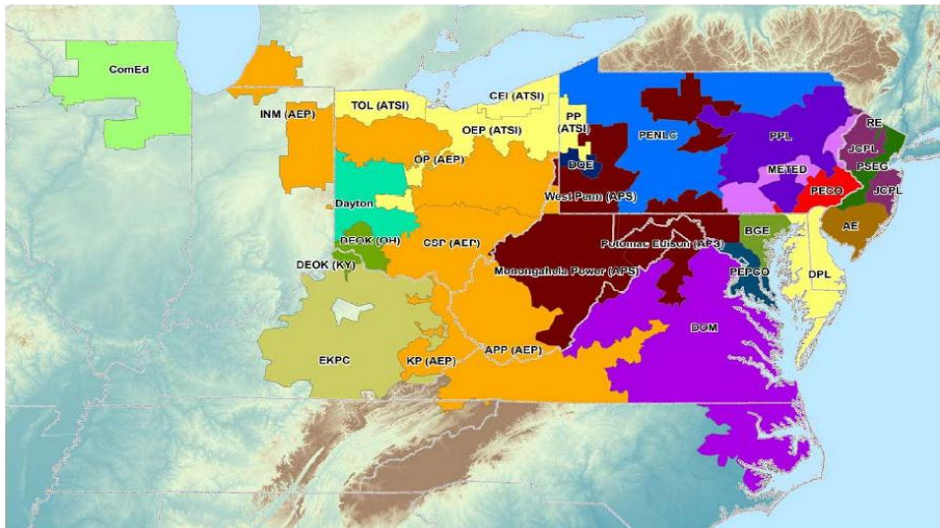 ComEd
INM (AEP)
TOL (ATSI)
CEI (ATSI)
OEP (ATSI)
PP
(ATSI)
OP (AEP)
DQE
PENLC
PPL
RE
JCPL
PSEG
METED
PECO
JCPL
West Penn (APS)
Dayton
DEOK (OH)
CSP (AEP)
Potomac Edison (APS)
BGE
AE
DEOK (KY)
Monongahela Power (APS)
PEPCO
DPL
EKPC
KP (AEP)
APP (AEP)
DOM